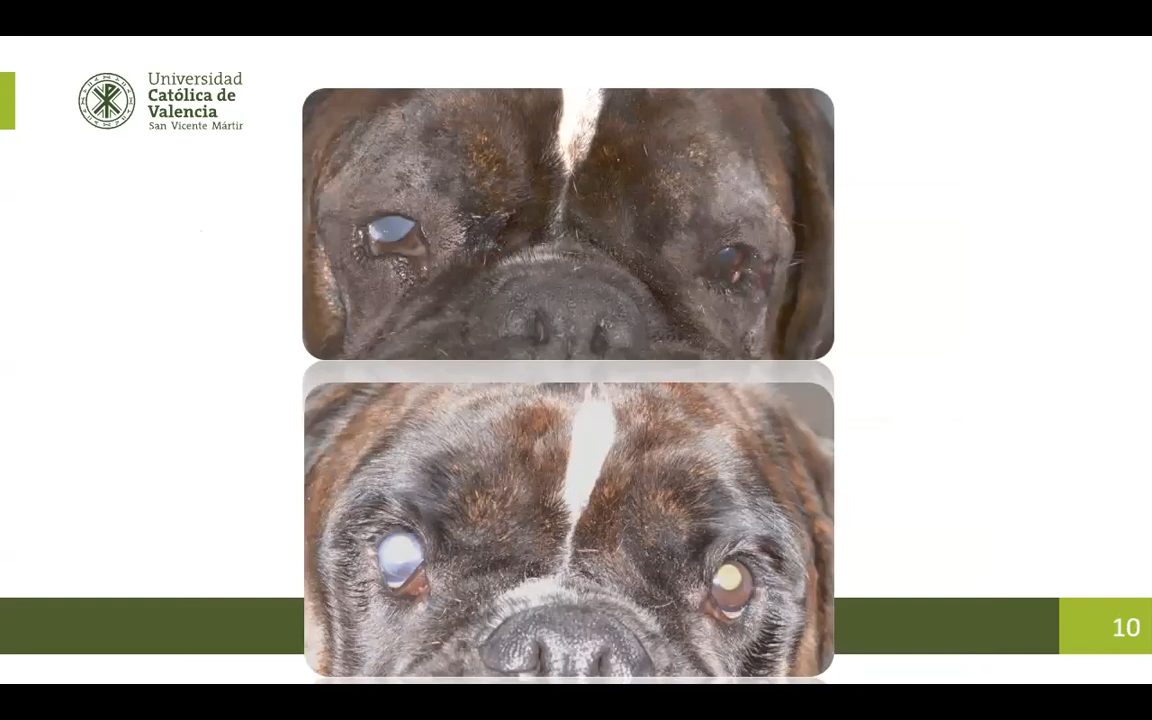 Universidad
Católica de
Valencia
San Vicente Mártir
10